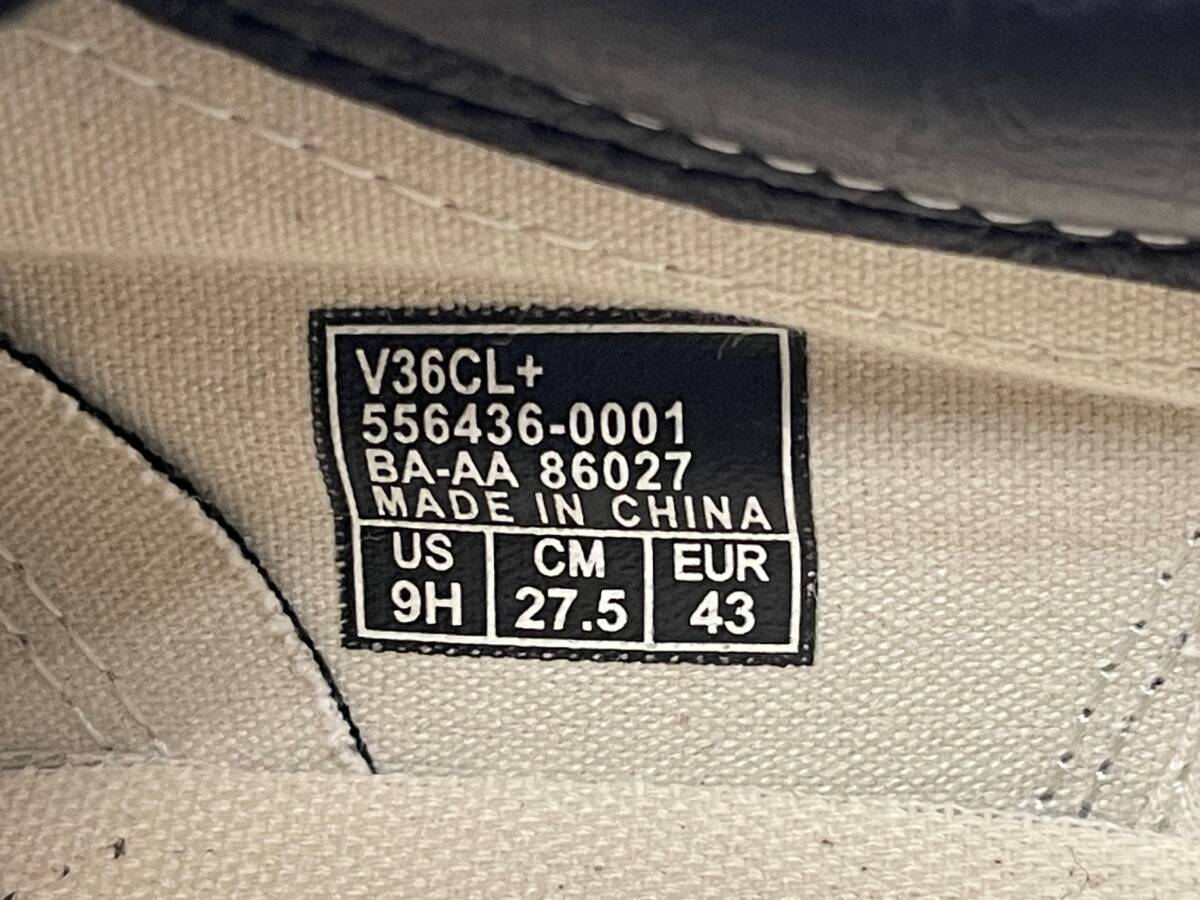 V36CL+
556436-0001
BA-AA 86027
MADE IN CHINA
US CM EUR
9H 27.5 43